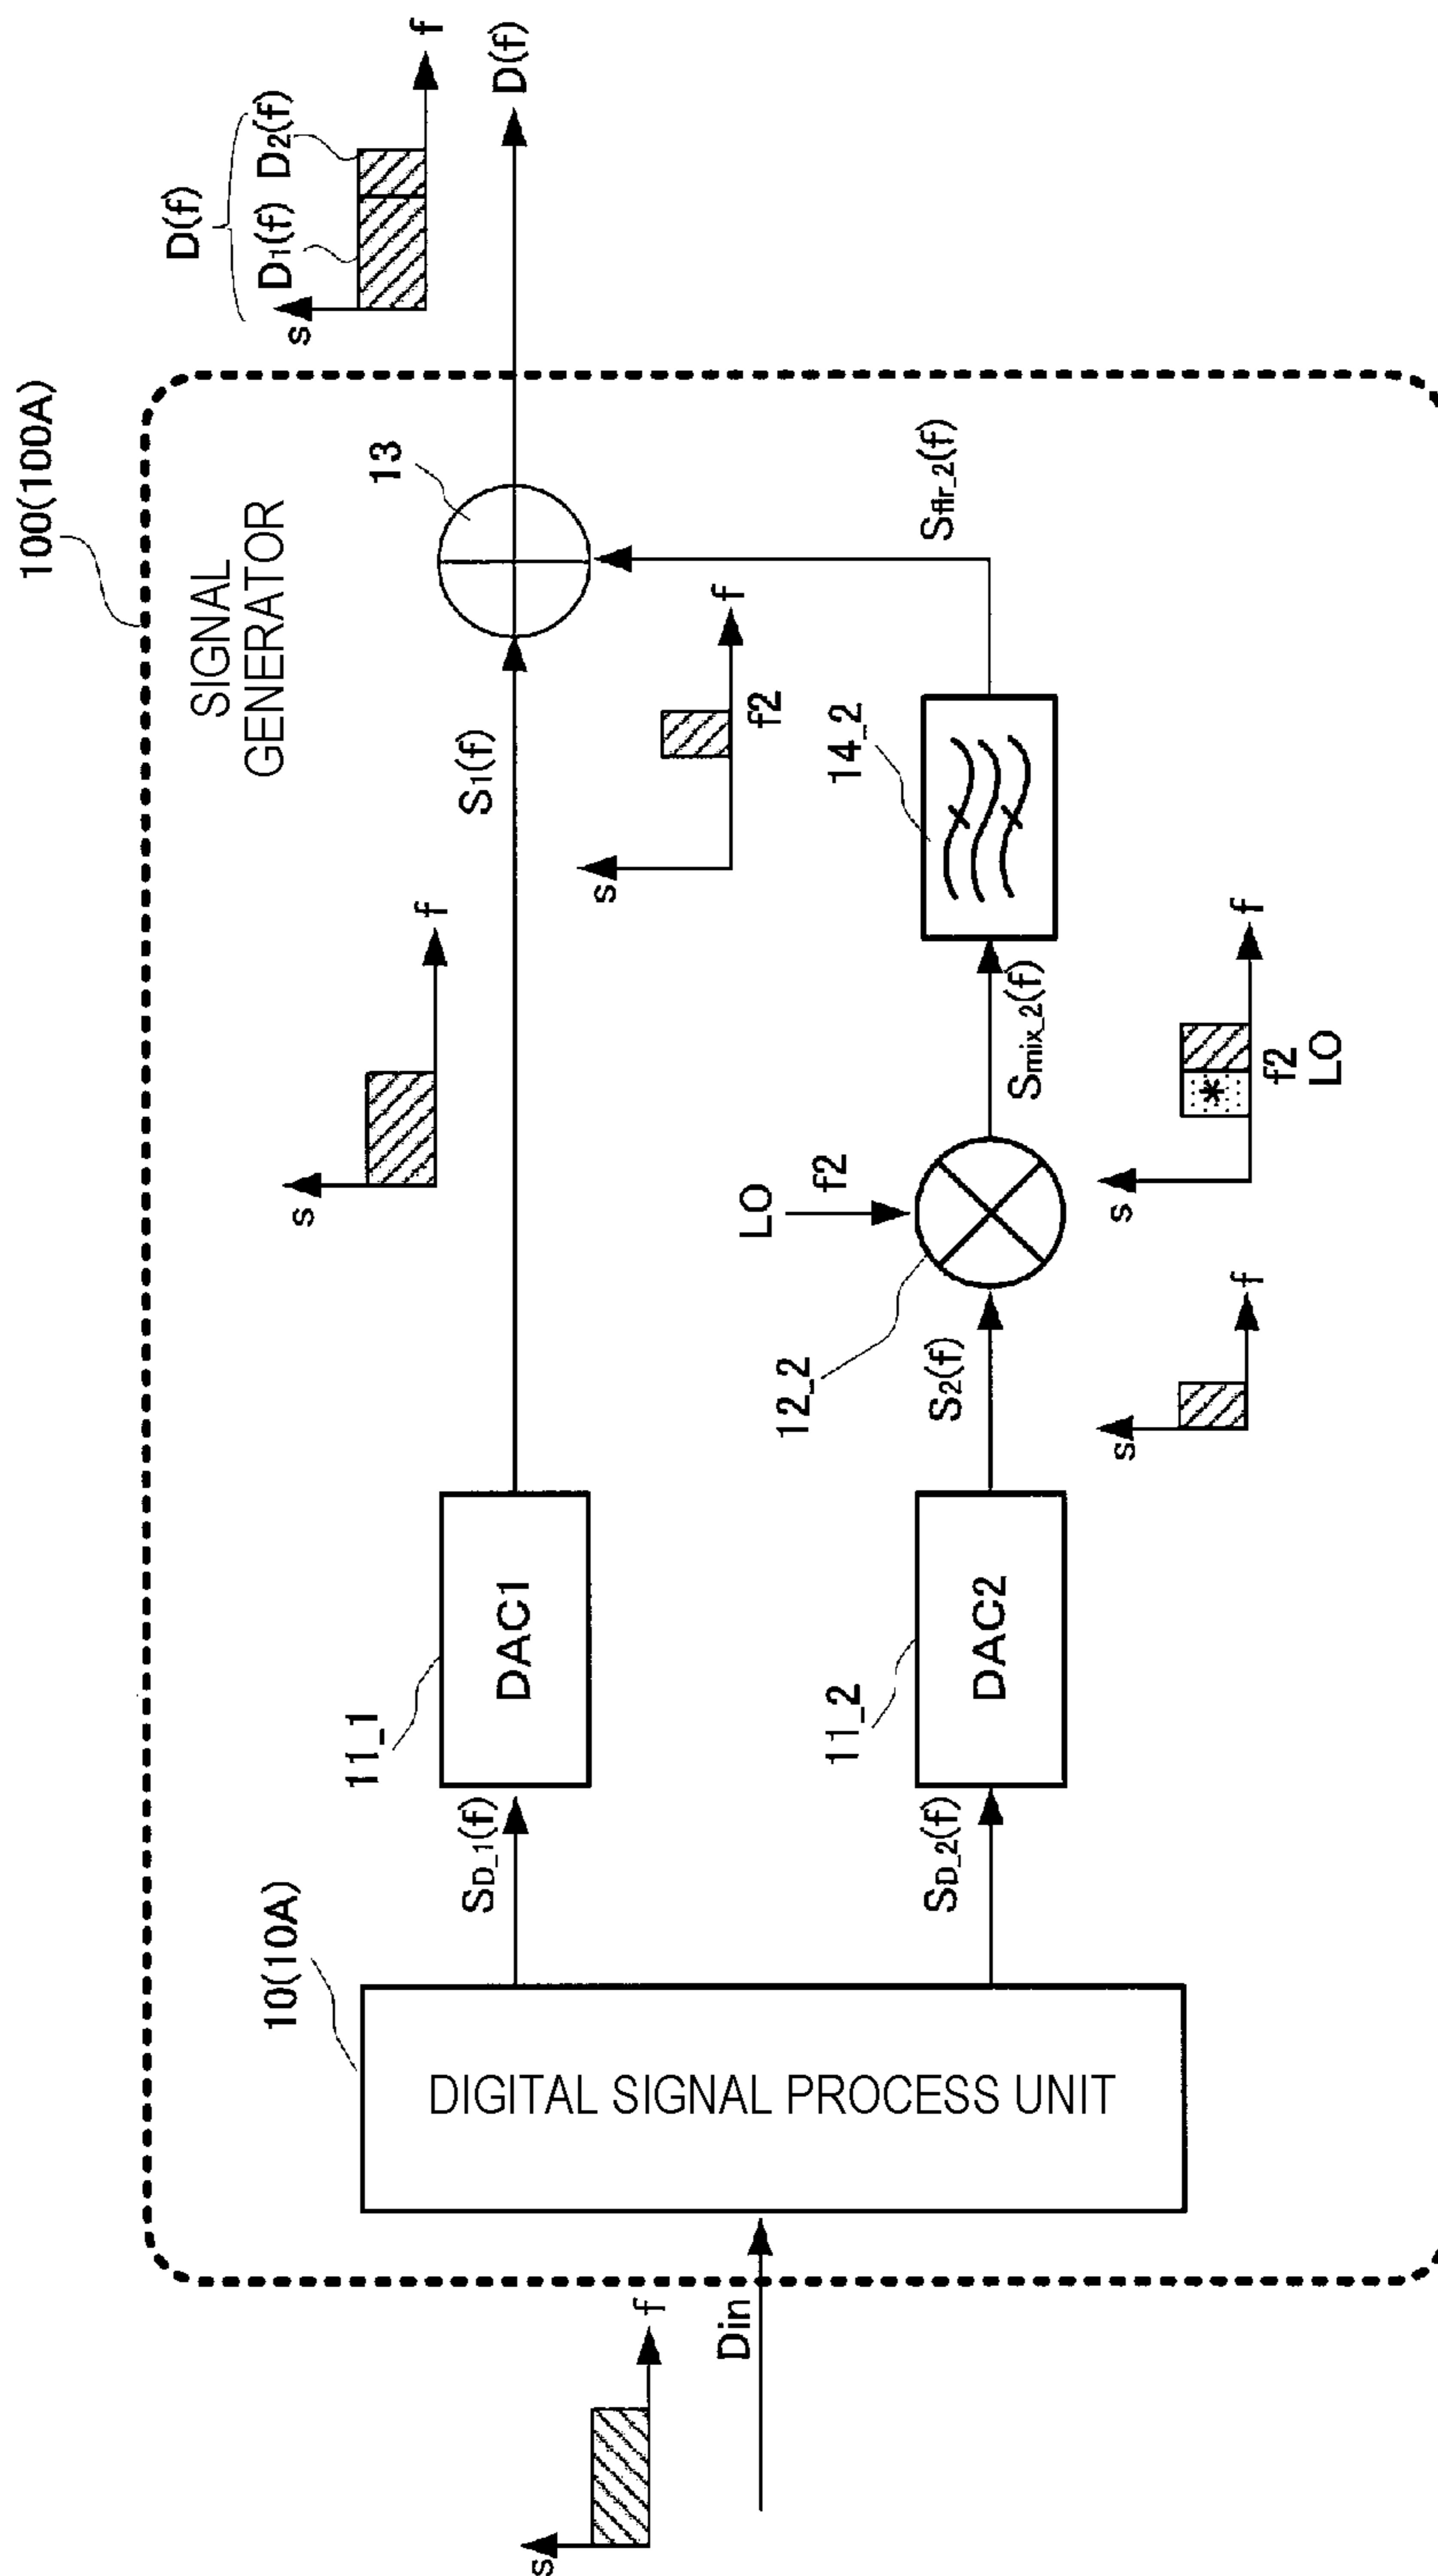 100(100A)
SIGNAL
GENERATOR
D(f)
D1(f) D2(f)
s
f
D(f)
13
s
f
S1(f)
11_1
DAC1
SD_1(f)
10(10A)
DIGITAL SIGNAL PROCESS UNIT
s
f
Din
SD_2(f)
11_2
DAC2
S2(f)
s
f
12_2
LO
f2
Smix_2(f)
s
f
f2
LO
14_2
s
f
f2